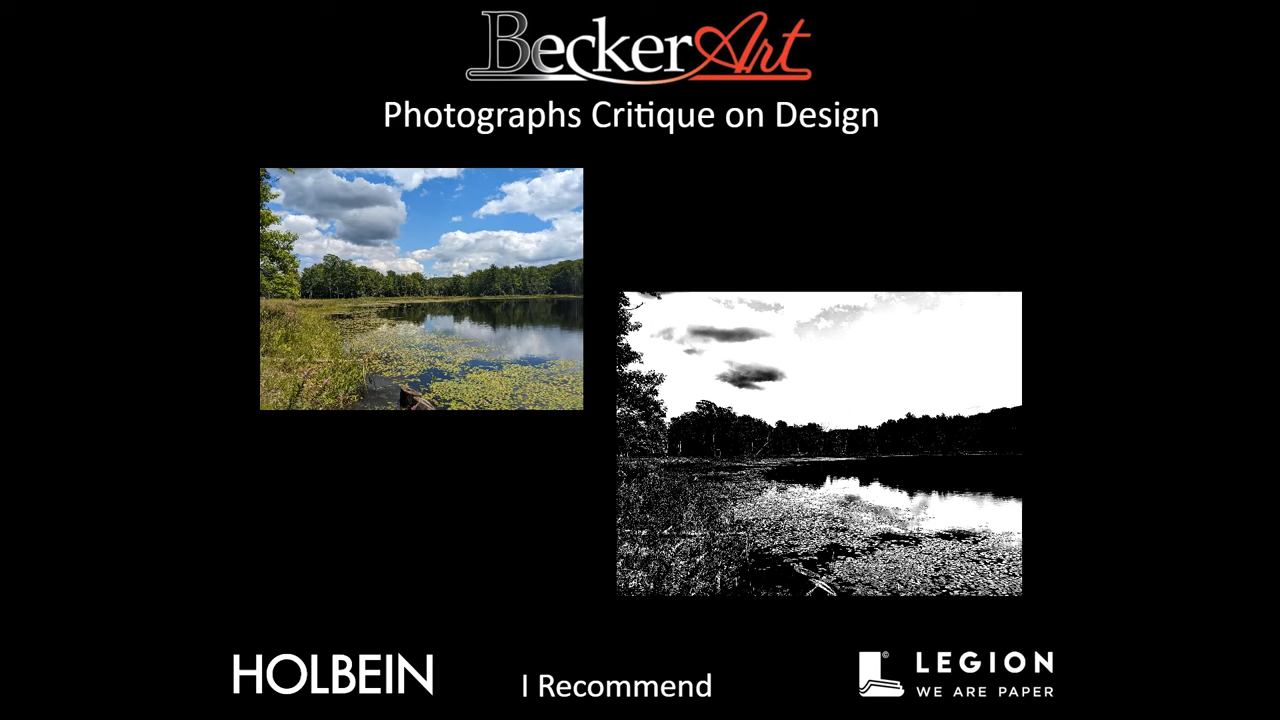 BeckerArt
Photographs Critique on Design
HOLBEIN
I Recommend
©
LEGION
WE ARE PAPER